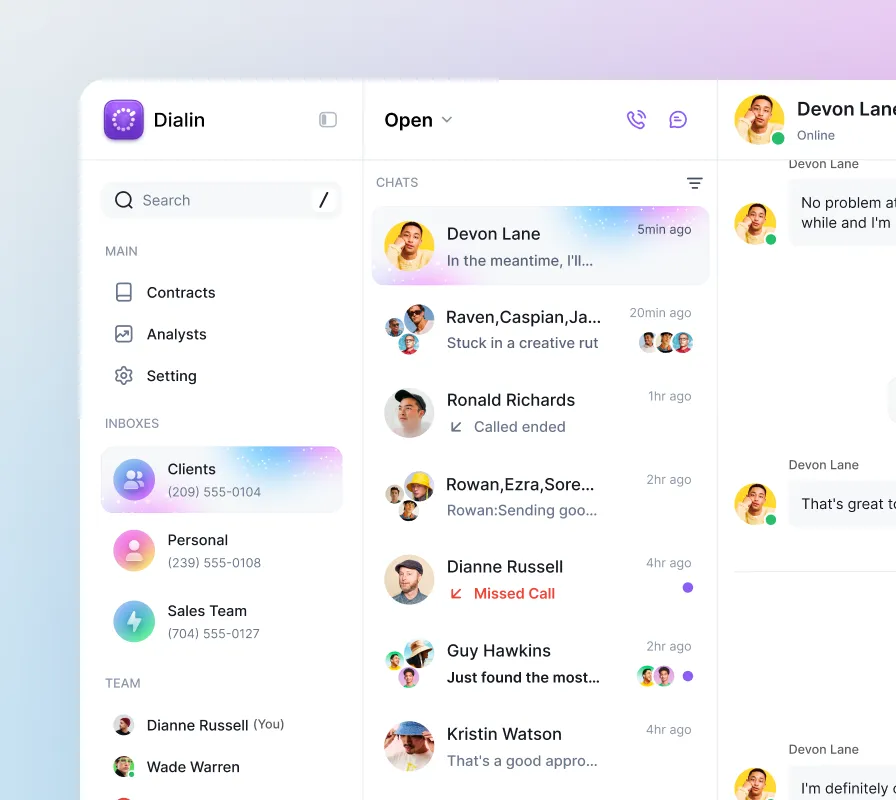 Dialin
Search /
MAIN
Contracts
Analysts
Setting
INBOXES
Clients
(209) 555-0104
Personal
(239) 555-0108
Sales Team
(704) 555-0127
TEAM
Dianne Russell (You)
Wade Warren
Open
CHATS
Devon Lane 5min ago
In the meantime, I'll...
Raven,Caspian,Ja... 20min ago
Stuck in a creative rut
Ronald Richards 1hr ago
Called ended
Rowan,Ezra,Sore... 2hr ago
Rowan:Sending goo...
Dianne Russell 4hr ago
Missed Call
Guy Hawkins 2hr ago
Just found the most...
Kristin Watson 4hr ago
That's a good appro...
Devon Lane
Online
Devon Lane
No problem at
while and I'm
Devon Lane
That's great to
Devon Lane
I'm definitely